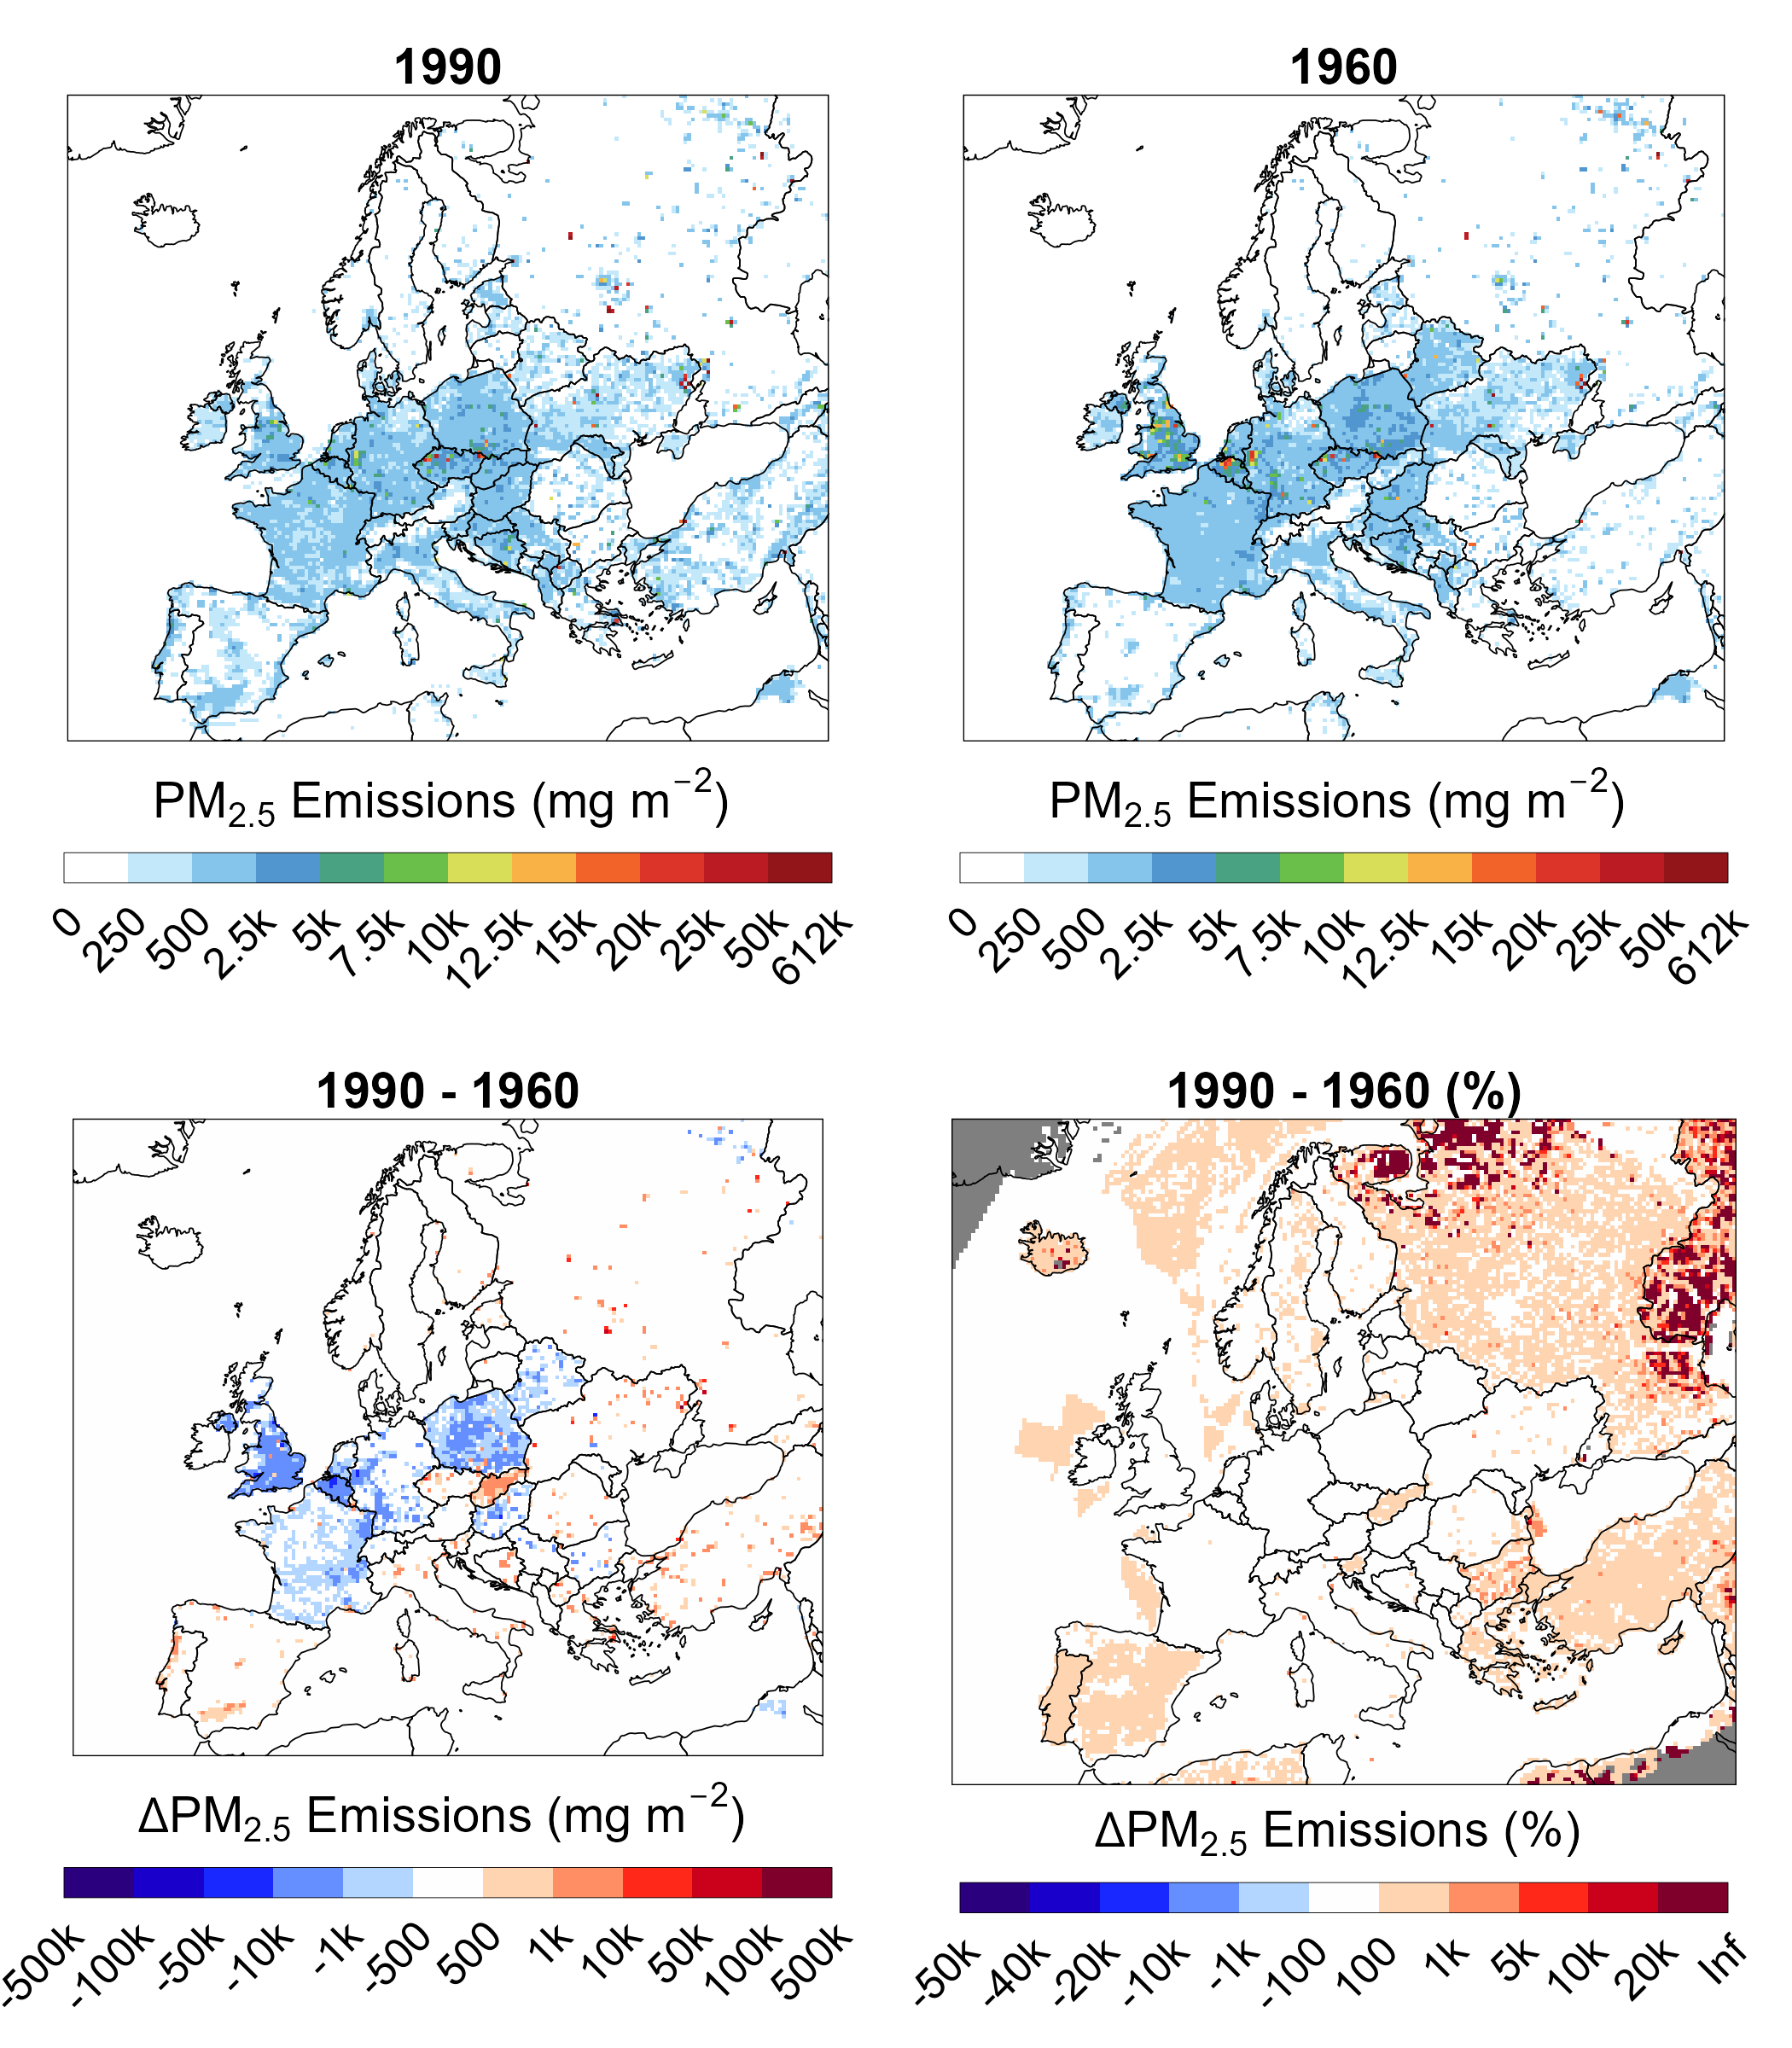 1990 1960
PM₂.₅ Emissions (mg m⁻²) PM₂.₅ Emissions (mg m⁻²)
0 250 500 2.5k 5k 7.5k 10k 12.5k 15k 20k 25k 50k 612k 0 250 500 2.5k 5k 7.5k 10k 12.5k 15k 20k 25k 50k 612k
1990 - 1960 1990 - 1960 (%)
ΔPM₂.₅ Emissions (mg m⁻²) ΔPM₂.₅ Emissions (%)
-500k -100k -50k -10k -1k -500 500 1k 10k 50k 100k 500k -50k -40k -20k -10k -1k -100 100 1k 5k 10k 20k Inf